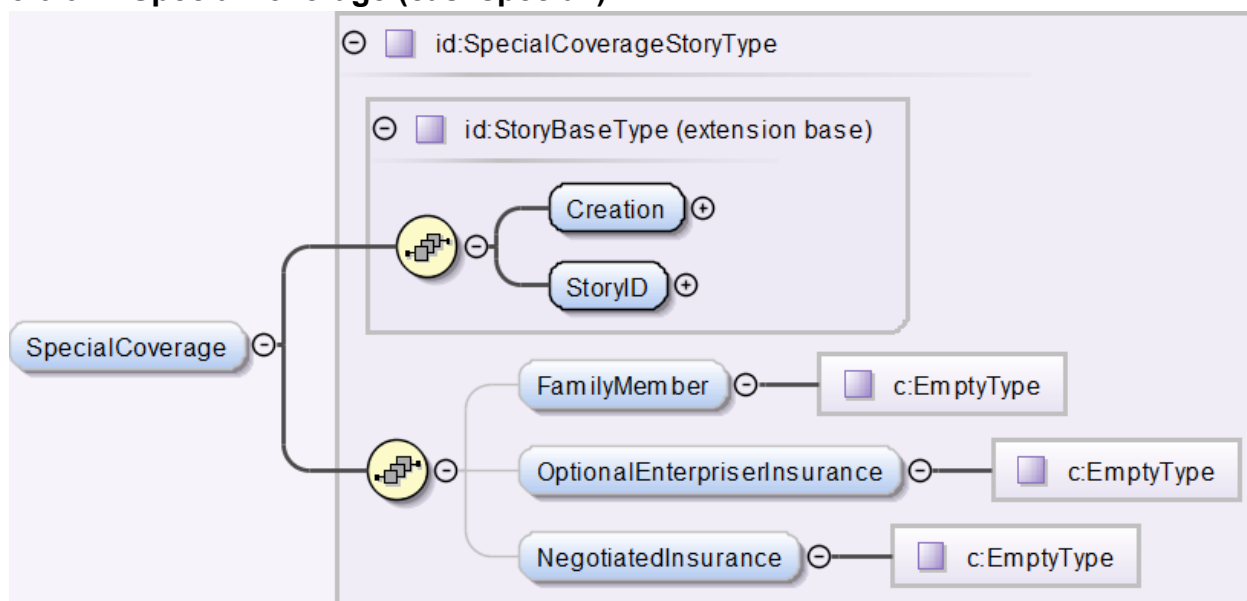 id:SpecialCoverageStoryType
id:StoryBaseType (extension base)
Creation
StoryID
SpecialCoverage
FamilyMember
c:EmptyType
OptionalEnterpriserInsurance
c:EmptyType
NegotiatedInsurance
c:EmptyType